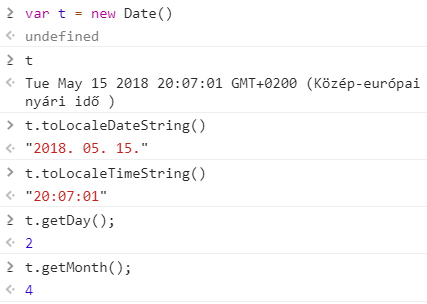 var t = new Date()
undefined
t
Tue May 15 2018 20:07:01 GMT+0200 (Közép-európai
nyári idő )
t.toLocaleDateString()
"2018. 05. 15."
t.toLocaleTimeString()
"20:07:01"
t.getDay();
2
t.getMonth();
4